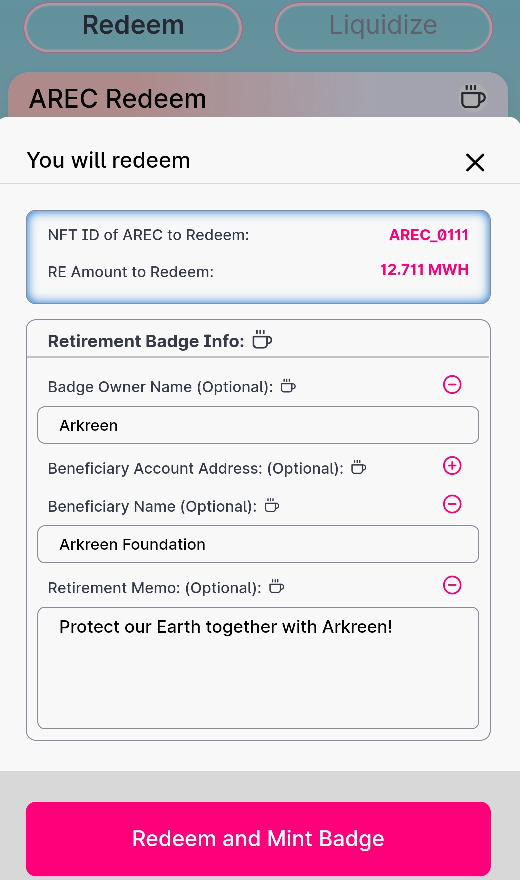 Redeem
Liquidize
AREC Redeem
You will redeem
NFT ID of AREC to Redeem:
AREC_0111
RE Amount to Redeem:
12.711 MWH
Retirement Badge Info:
Badge Owner Name (Optional):
Arkreen
Beneficiary Account Address: (Optional):
Beneficiary Name (Optional):
Arkreen Foundation
Retirement Memo: (Optional):
Protect our Earth together with Arkreen!
Redeem and Mint Badge